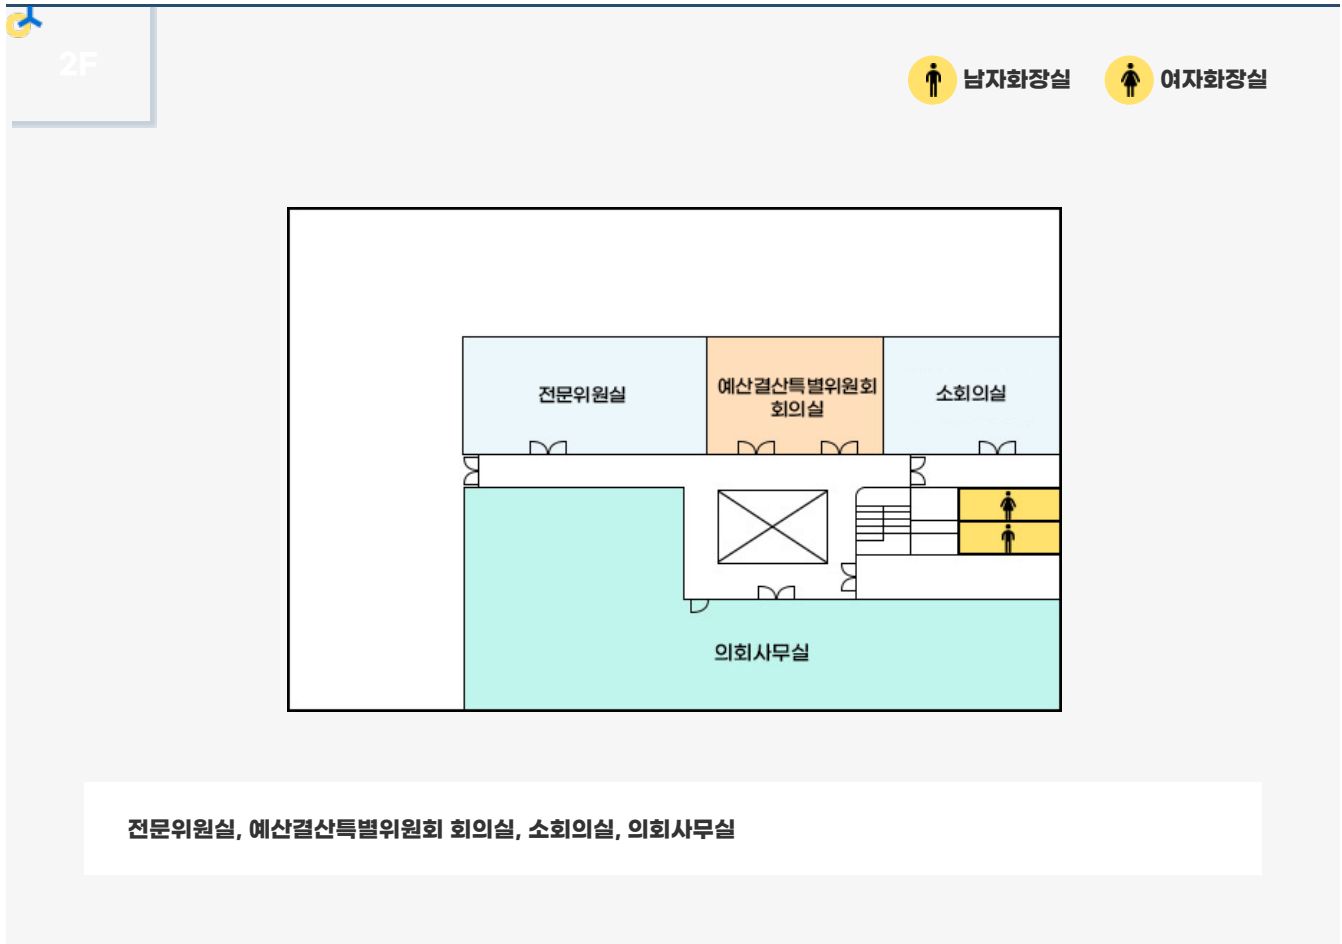 2F
남자화장실
여자화장실
전문위원실
예산결산특별위원회
회의실
소회의실
의회사무실
전문위원실, 예산결산특별위원회 회의실, 소회의실, 의회사무실